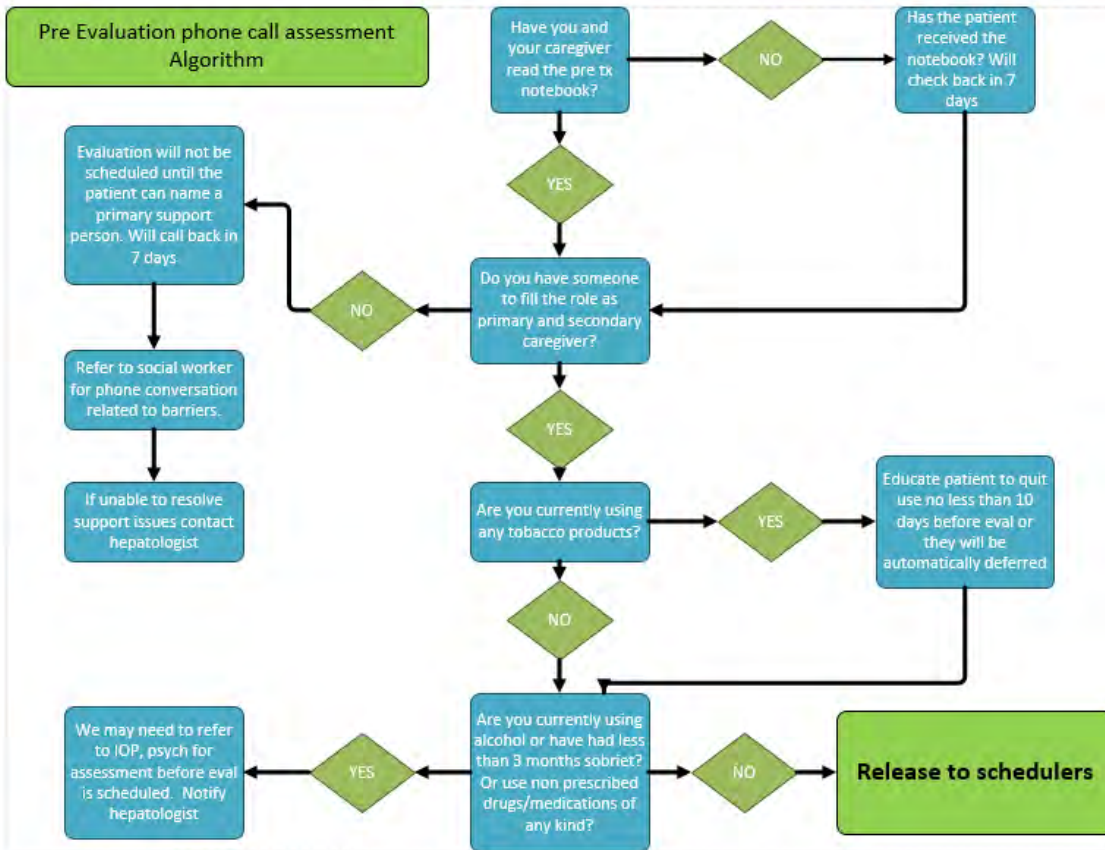 Pre Evaluation phone call assessment
Algorithm
Have you and
your caregiver
read the pre tx
notebook?
NO
Has the patient
received the
notebook? Will
check back in 7
days
YES
Evaluation will not be
scheduled until the
patient can name a
primary support
person. Will call back in
7 days
NO
Do you have someone
to fill the role as
primary and secondary
caregiver?
Refer to social worker
for phone conversation
related to barriers.
YES
If unable to resolve
support issues contact
hepatologist
Are you currently using
any tobacco products?
YES
Educate patient to quit
use no less than 10
days before eval or
they will be
automatically deferred
NO
We may need to refer
to IOP, psych for
assessment before eval
is scheduled. Notify
hepatologist
YES
Are you currently using
alcohol or have had less
than 3 months sobriet?
Or use non prescribed
drugs/medications of
any kind?
NO
Release to schedulers